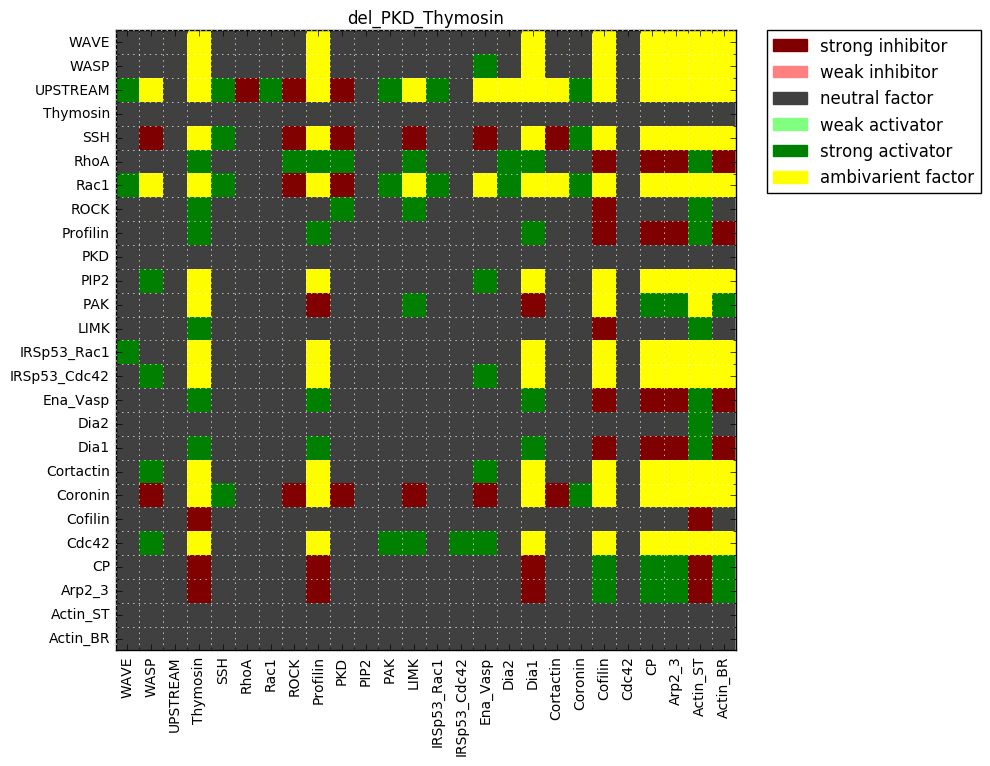 del_PKD_Thymosin
WAVE
WASP
UPSTREAM
Thymosin
SSH
RhoA
Rac1
ROCK
Profilin
PKD
PIP2
PAK
LIMK
IRSp53_Rac1
IRSp53_Cdc42
Ena_Vasp
Dia2
Dia1
Cortactin
Coronin
Cofilin
Cdc42
CP
Arp2_3
Actin_ST
Actin_BR
WAVE
WASP
UPSTREAM
Thymosin
SSH
RhoA
Rac1
ROCK
Profilin
PKD
PIP2
PAK
LIMK
IRSp53_Rac1
IRSp53_Cdc42
Ena_Vasp
Dia2
Dia1
Cortactin
Coronin
Cofilin
Cdc42
CP
Arp2_3
Actin_ST
Actin_BR
strong inhibitor
weak inhibitor
neutral factor
weak activator
strong activator
ambivarient factor